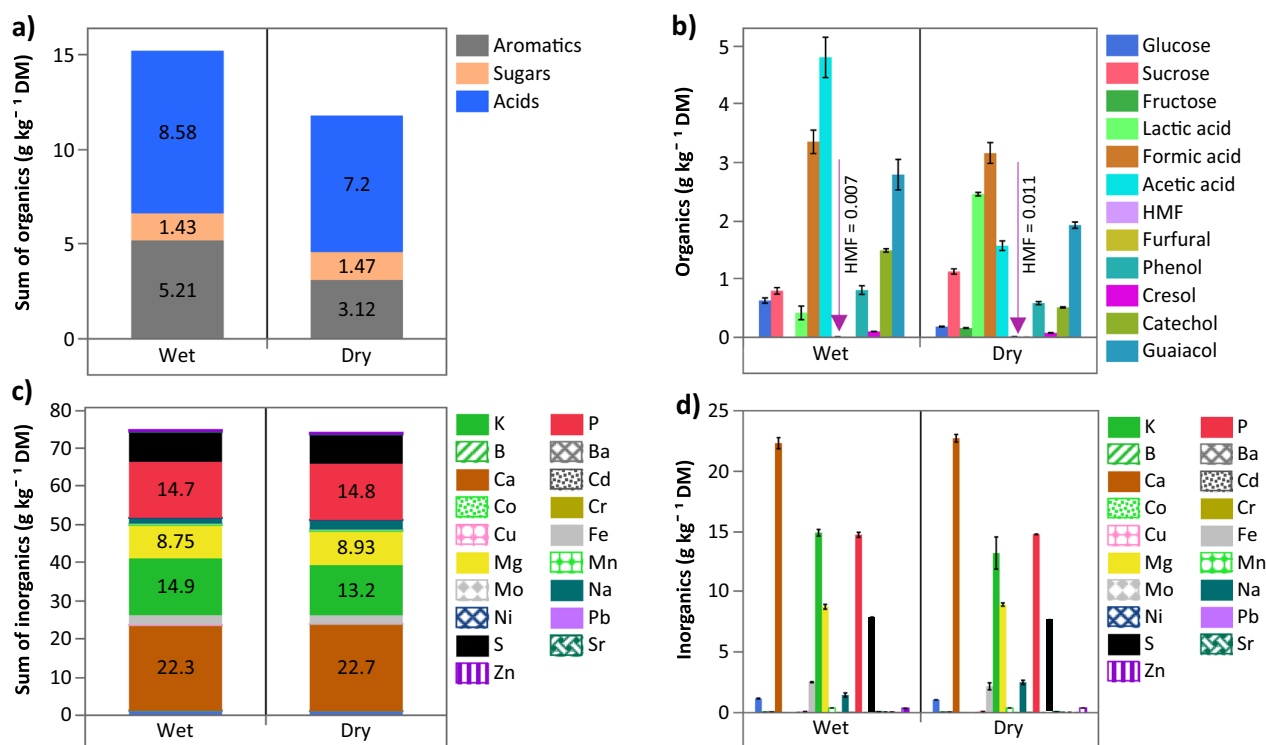 a)
Sum of organics (g kg⁻¹ DM)
15
10
5
0
8.58
1.43
5.21
7.2
1.47
3.12
Wet
Dry
Aromatics
Sugars
Acids
b)
Organics (g kg⁻¹ DM)
5
4
3
2
1
0
HMF = 0.007
HMF = 0.011
Wet
Dry
Glucose
Sucrose
Fructose
Lactic acid
Formic acid
Acetic acid
HMF
Furfural
Phenol
Cresol
Catechol
Guaiacol
c)
Sum of inorganics (g kg⁻¹ DM)
80
70
60
50
40
30
20
10
0
14.7
8.75
14.9
22.3
14.8
8.93
13.2
22.7
Wet
Dry
K P
B Ba
Ca Cd
Co Cr
Cu Fe
Mg Mn
Mo Na
Ni Pb
S Sr
Zn
d)
Inorganics (g kg⁻¹ DM)
25
20
15
10
5
0
Wet
Dry
K P
B Ba
Ca Cd
Co Cr
Cu Fe
Mg Mn
Mo Na
Ni Pb
S Sr
Zn